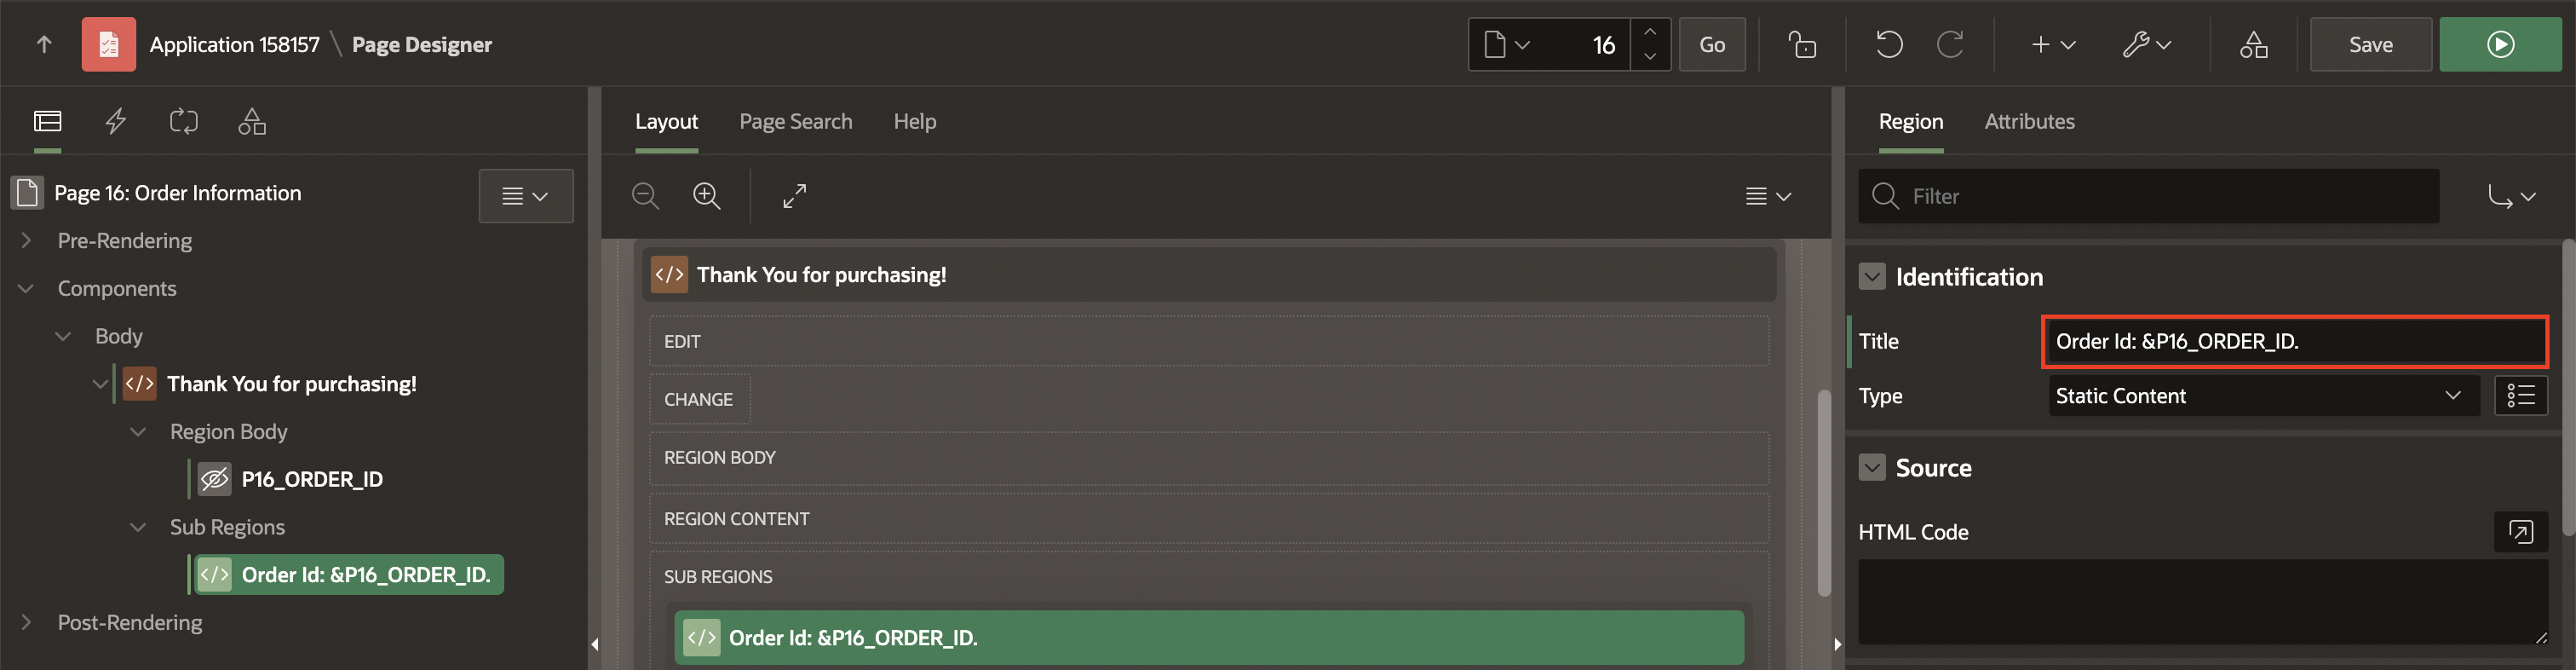 Application 158157 \ Page Designer
16
Go
Save
Layout
Page Search
Help
Region
Attributes
Page 16: Order Information
Filter
Pre-Rendering
Components
Body
</> Thank You for purchasing!
Region Body
P16_ORDER_ID
Sub Regions
</> Order Id: &P16_ORDER_ID.
Post-Rendering
</> Thank You for purchasing!
EDIT
CHANGE
REGION BODY
REGION CONTENT
SUB REGIONS
</> Order Id: &P16_ORDER_ID.
Identification
Title
Order Id: &P16_ORDER_ID.
Type
Static Content
Source
HTML Code